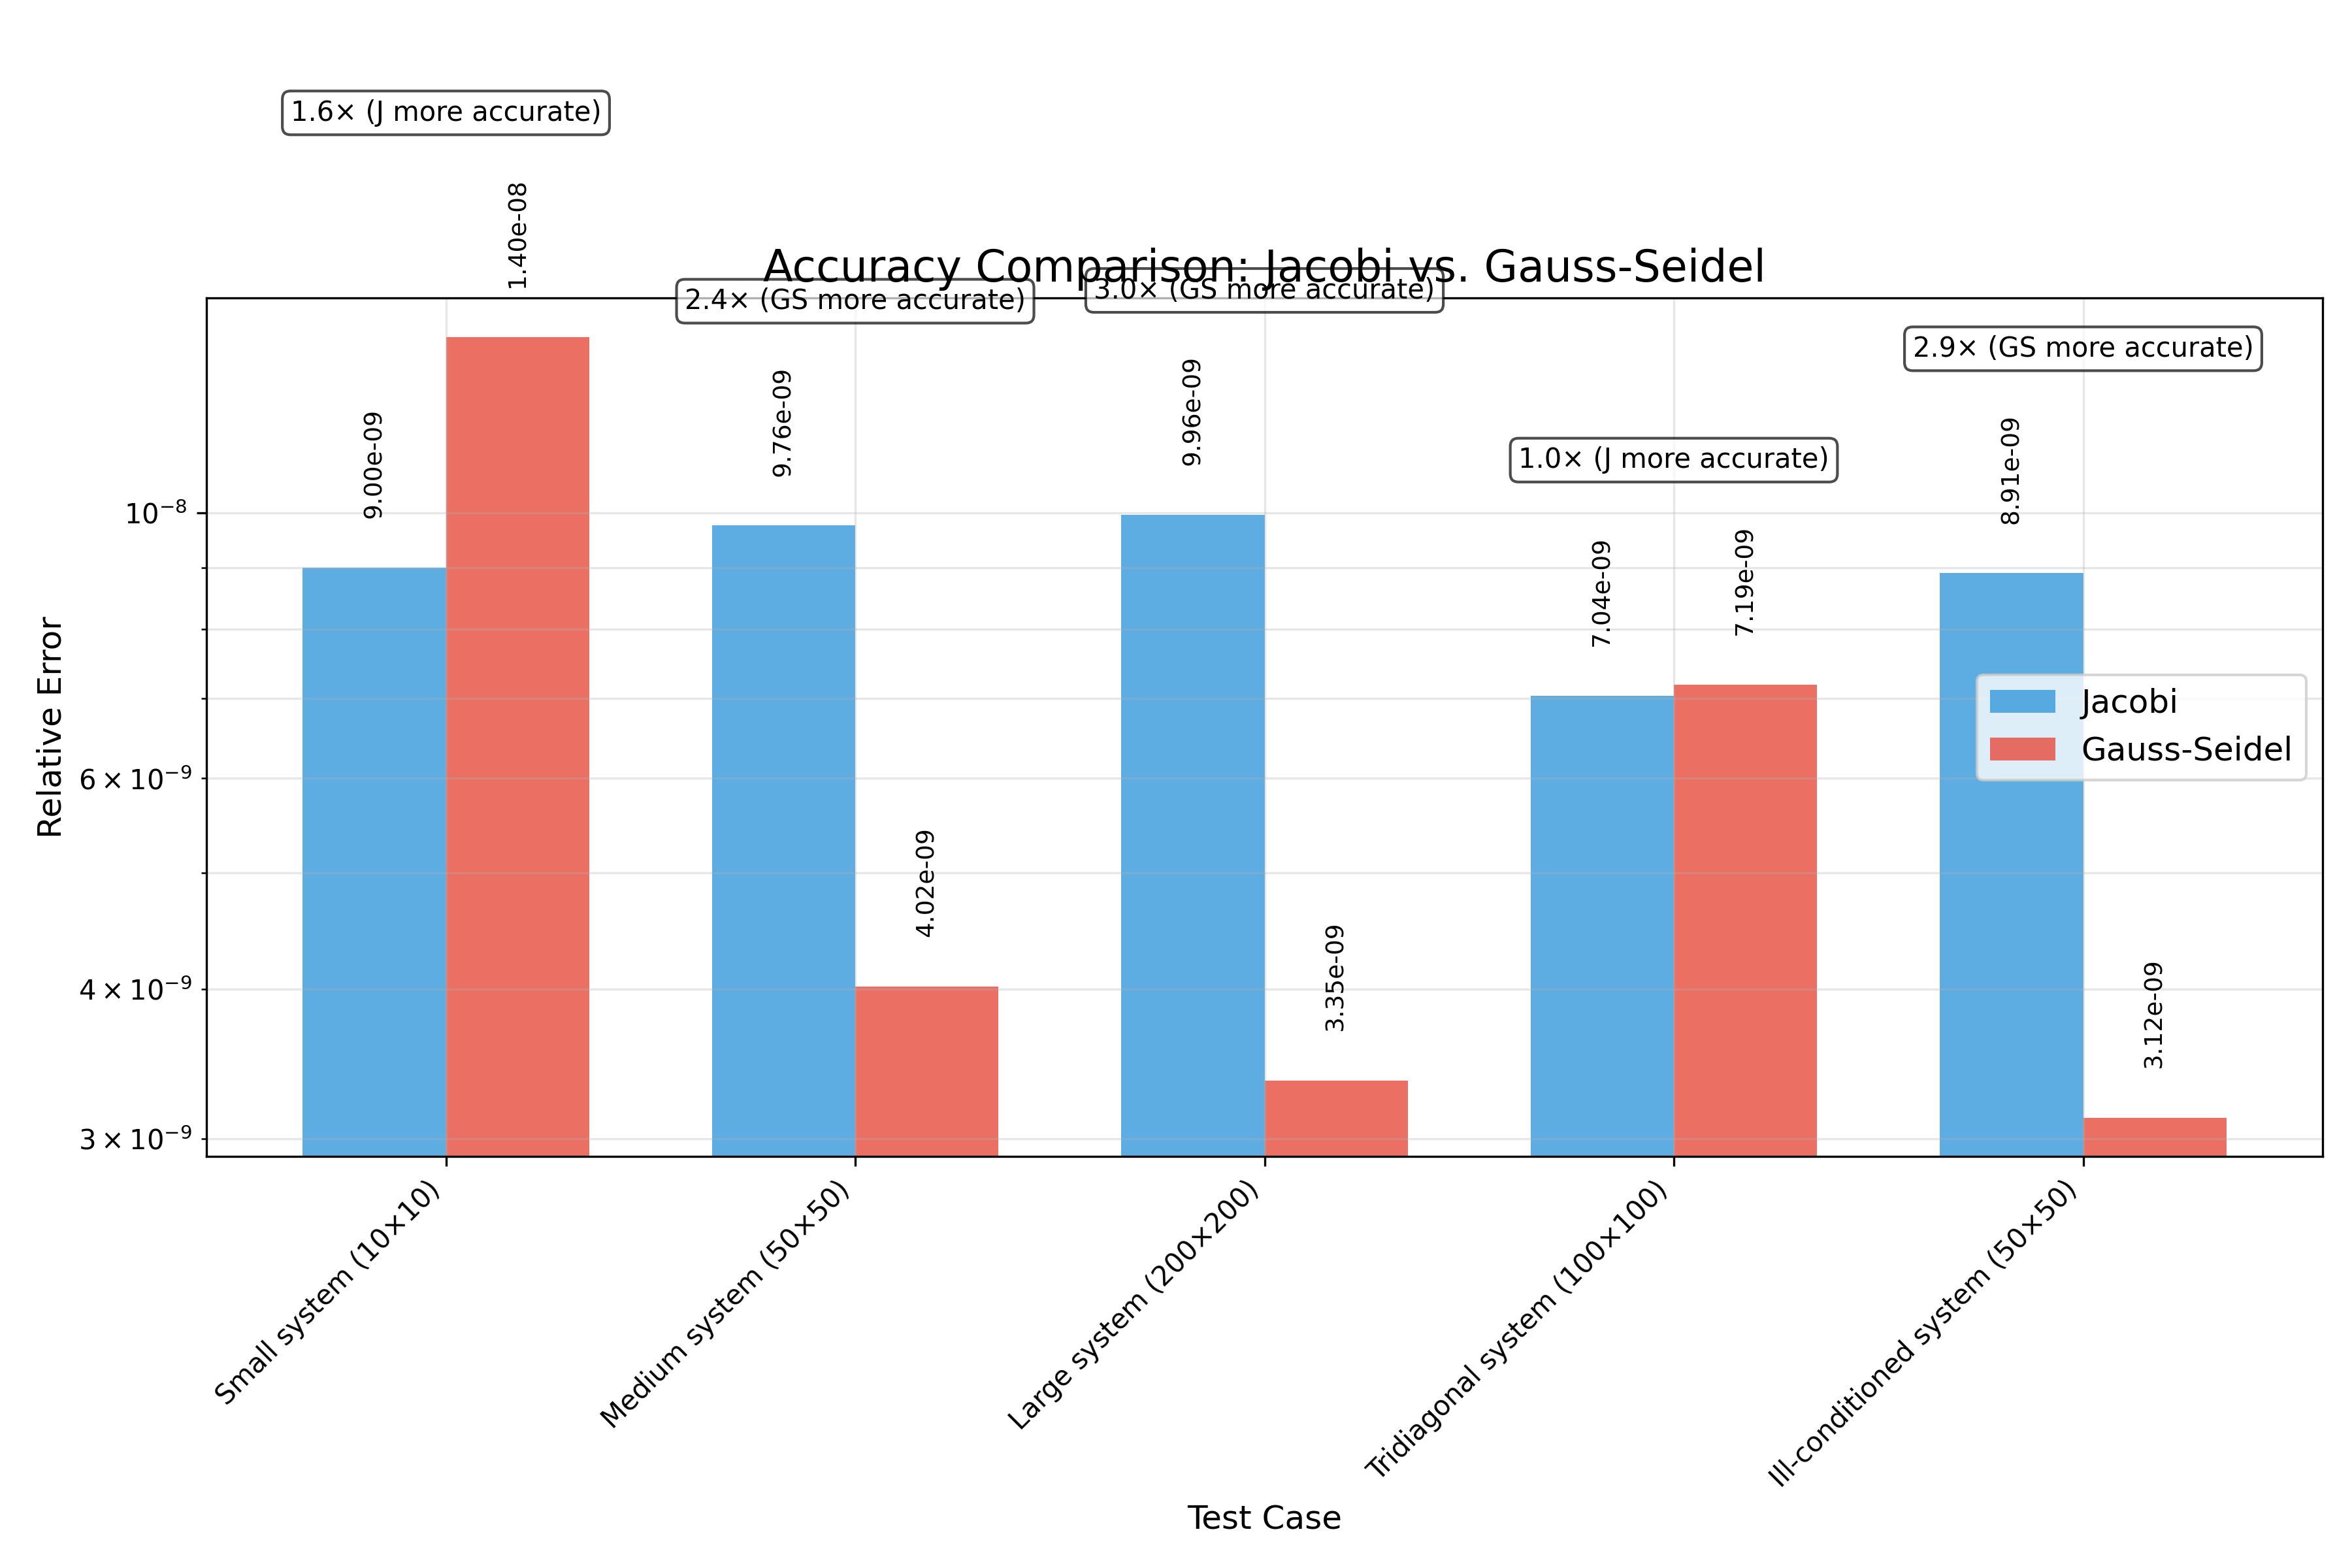 1.6× (J more accurate)
1.40e-08
Accuracy Comparison: Jacobi vs. Gauss-Seidel
2.4× (GS more accurate)
3.0× (GS more accurate)
2.9× (GS more accurate)
1.0× (J more accurate)
9.00e-09
9.76e-09
9.96e-09
8.91e-09
7.04e-09
7.19e-09
4.02e-09
3.35e-09
3.12e-09
Relative Error
10⁻⁸
6 × 10⁻⁹
4 × 10⁻⁹
3 × 10⁻⁹
Jacobi
Gauss-Seidel
Small system (10×10)
Medium system (50×50)
Large system (200×200)
Tridiagonal system (100×100)
Ill-conditioned system (50×50)
Test Case